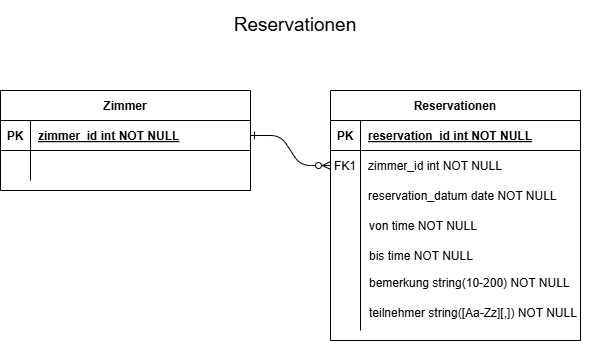 Reservationen
Zimmer
PK zimmer_id int NOT NULL
Reservationen
PK reservation_id int NOT NULL
FK1 zimmer_id int NOT NULL
reservation_datum date NOT NULL
von time NOT NULL
bis time NOT NULL
bemerkung string(10-200) NOT NULL
teilnehmer string([Aa-Zz][,]) NOT NULL